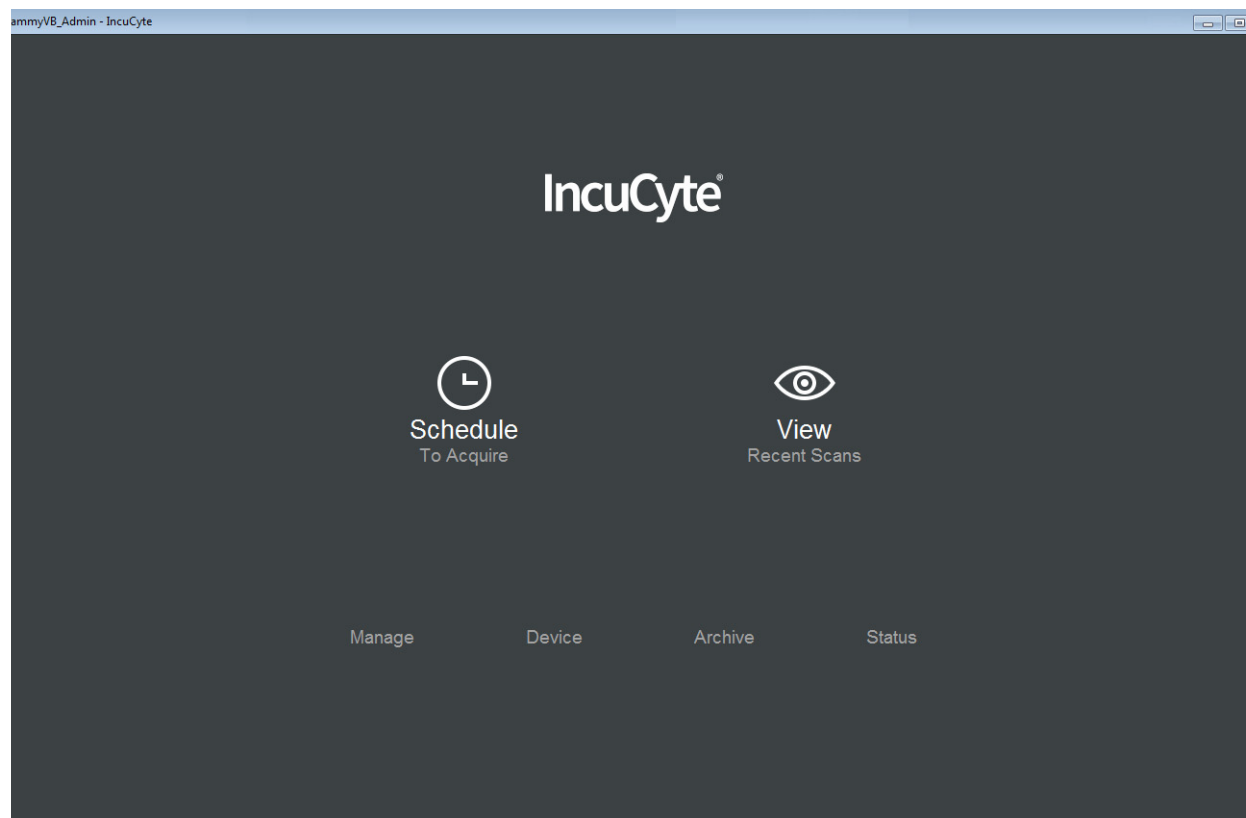 ammyVB_Admin - IncuCyte
IncuCyte®
Schedule
To Acquire
View
Recent Scans
Manage Device Archive Status